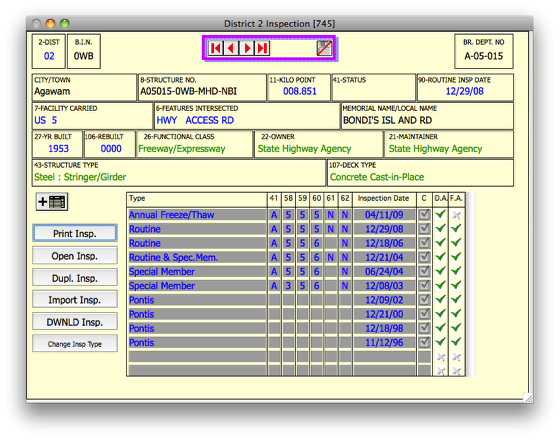 District 2 Inspection [745]
2-DIST
02
B.I.N.
0WB
BR. DEPT. NO
A-05-015
CITY/TOWN
Agawam
8-STRUCTURE NO.
A05015-0WB-MHD-NBI
11-KILO POINT
008.851
41-STATUS
90-ROUTINE INSP DATE
12/29/08
7-FACILITY CARRIED
US 5
6-FEATURES INTERSECTED
HWY ACCESS RD
MEMORIAL NAME/LOCAL NAME
BONDI'S ISL AND RD
27-YR BUILT
1953
106-REBUILT
0000
26-FUNCTIONAL CLASS
Freeway/Expressway
22-OWNER
State Highway Agency
21-MAINTAINER
State Highway Agency
43-STRUCTURE TYPE
Steel : Stringer/Girder
107-DECK TYPE
Concrete Cast-in-Place
Print Insp.
Open Insp.
Dupl. Insp.
Import Insp.
DWNLD Insp.
Change Insp Type
Type 41 58 59 60 61 62 Inspection Date C D.A. F.A.
Annual Freeze/Thaw A 5 5 5 N N 04/11/09
Routine A 5 5 6 N N 12/29/08
Routine A 5 5 6 N 12/18/06
Routine & Spec.Mem. A 5 5 6 N N 12/21/04
Special Member A 5 5 6 N 06/24/04
Special Member A 3 5 6 N 12/08/03
Pontis 12/09/02
Pontis 12/21/00
Pontis 12/18/98
Pontis 11/12/96